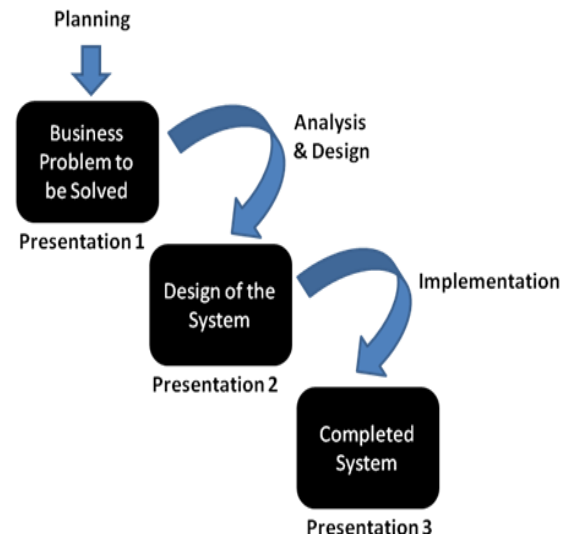 Planning
Business
Problem to
be Solved
Presentation 1
Analysis
& Design
Design of the
System
Presentation 2
Implementation
Completed
System
Presentation 3